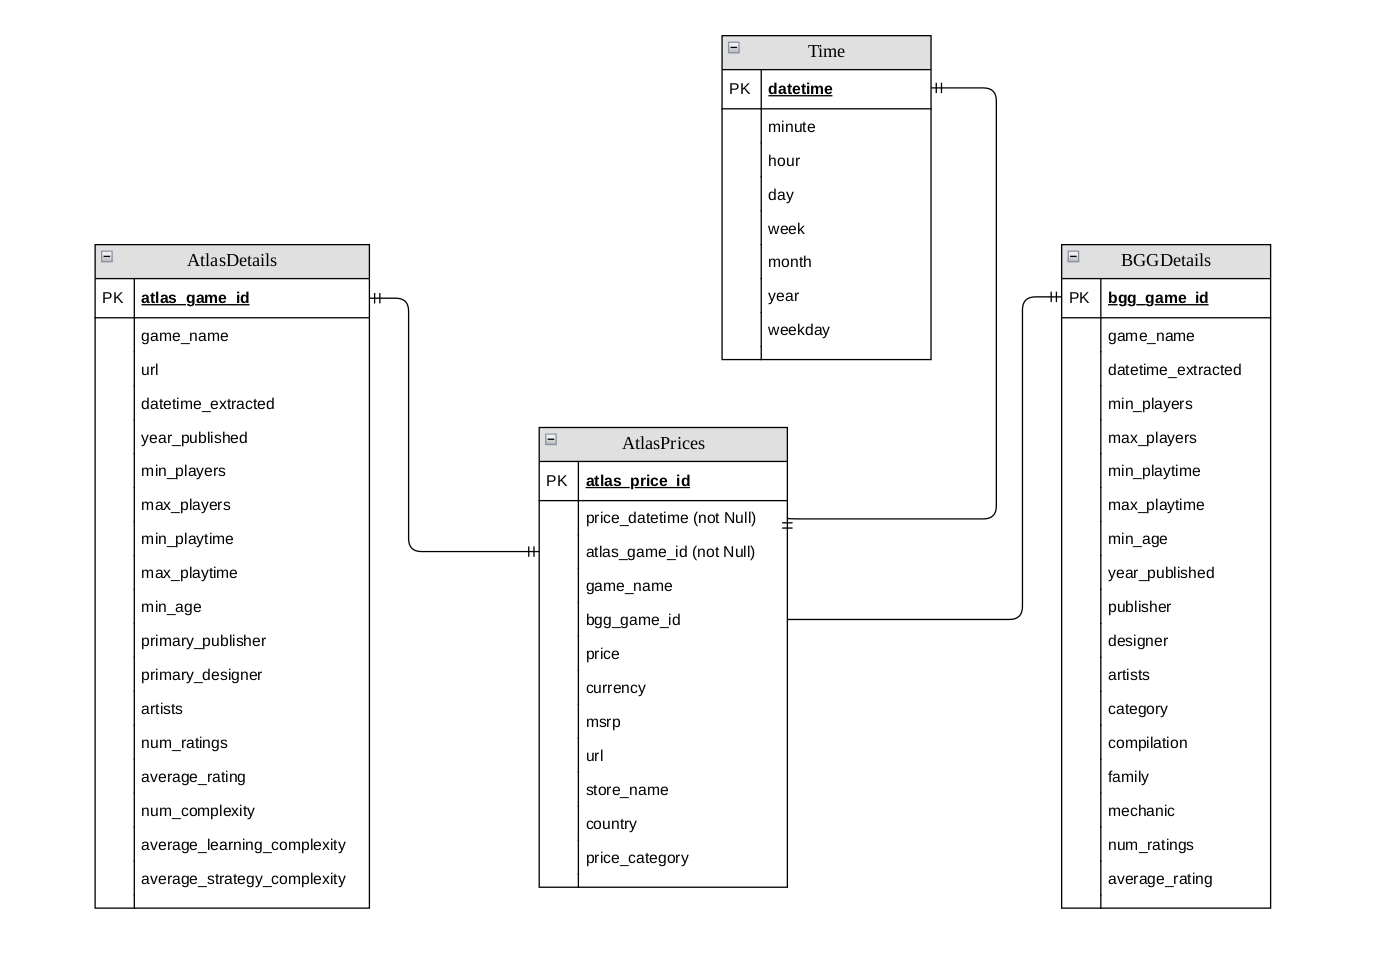 Time
PK datetime
minute
hour
day
week
month
year
weekday
AtlasDetails
PK atlas_game_id
game_name
url
datetime_extracted
year_published
min_players
max_players
min_playtime
max_playtime
min_age
primary_publisher
primary_designer
artists
num_ratings
average_rating
num_complexity
average_learning_complexity
average_strategy_complexity
AtlasPrices
PK atlas_price_id
price_datetime (not Null)
atlas_game_id (not Null)
game_name
bgg_game_id
price
currency
msrp
url
store_name
country
price_category
BGGDetails
PK bgg_game_id
game_name
datetime_extracted
min_players
max_players
min_playtime
max_playtime
min_age
year_published
publisher
designer
artists
category
compilation
family
mechanic
num_ratings
average_rating